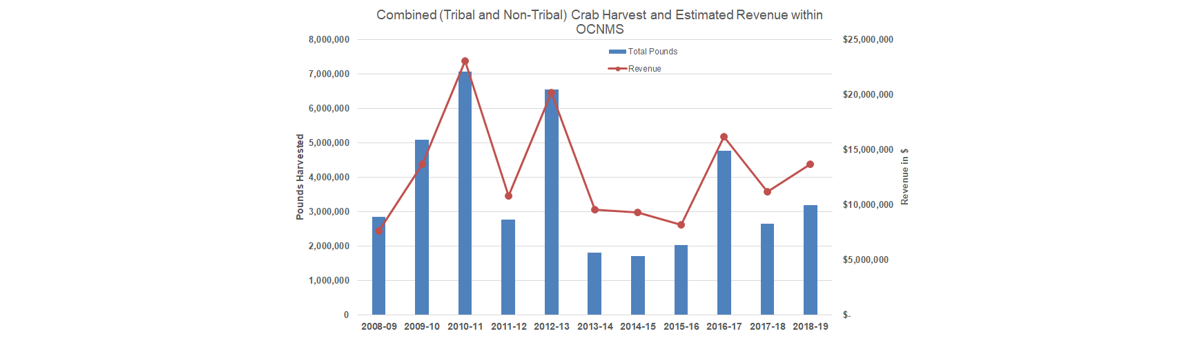 Combined (Tribal and Non-Tribal) Crab Harvest and Estimated Revenue within
OCNMS
Total Pounds
Revenue
8,000,000
7,000,000
6,000,000
5,000,000
4,000,000
3,000,000
2,000,000
1,000,000
0
Pounds Harvested
$25,000,000
$20,000,000
$15,000,000
$10,000,000
$5,000,000
$-
Revenue in $
2008-09 2009-10 2010-11 2011-12 2012-13 2013-14 2014-15 2015-16 2016-17 2017-18 2018-19